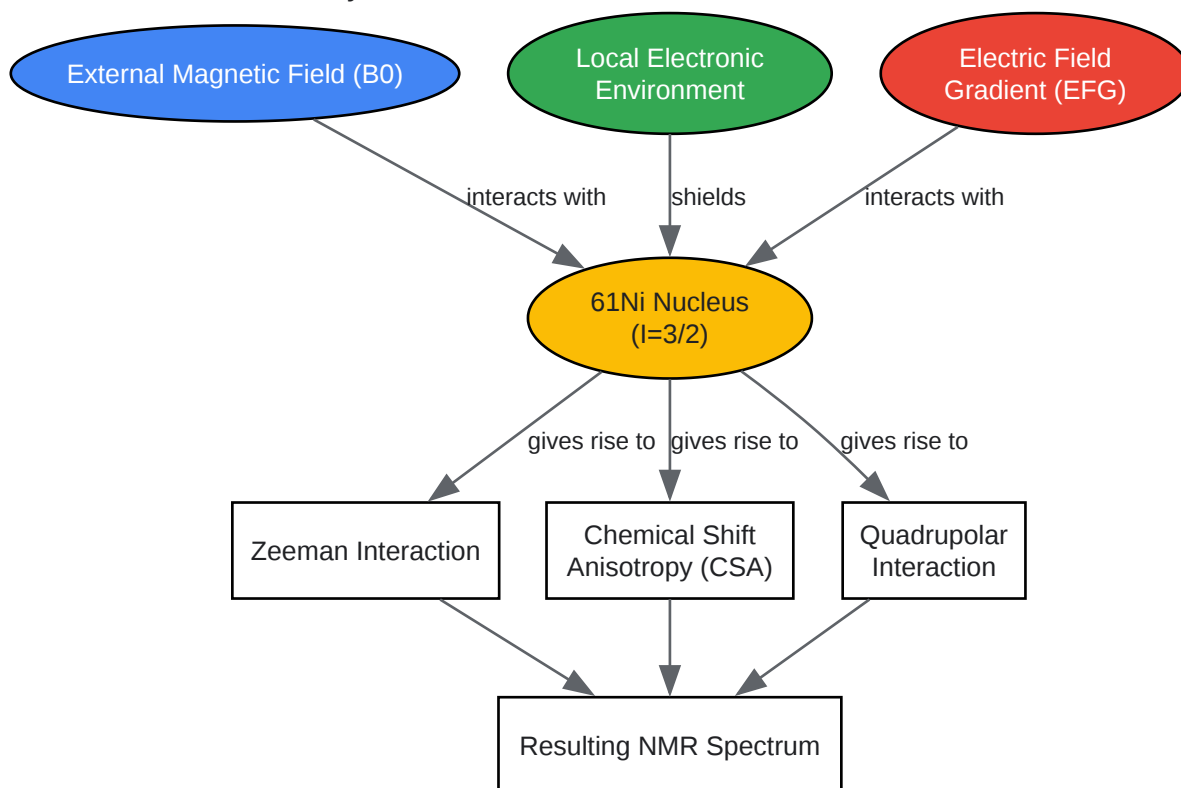 External Magnetic Field (B0)
Local Electronic
Environment
Electric Field
Gradient (EFG)
interacts with
shields
interacts with
61Ni Nucleus
(I=3/2)
gives rise to
gives rise to
gives rise to
Zeeman Interaction
Chemical Shift
Anisotropy (CSA)
Quadrupolar
Interaction
Resulting NMR Spectrum